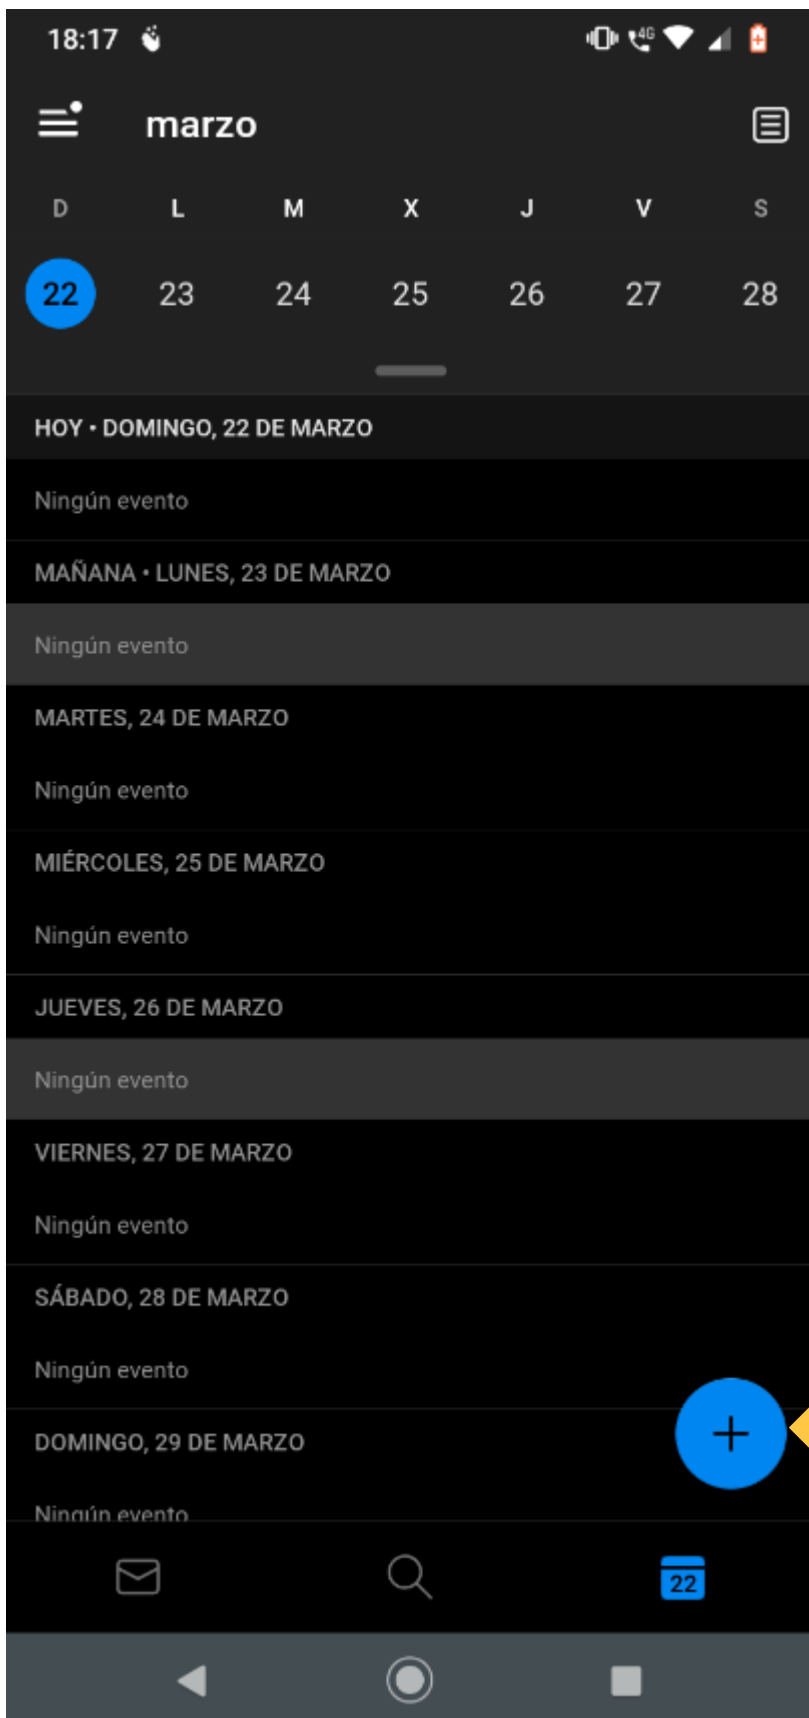 18:17
4G
marzo
D L M X J V S
22 23 24 25 26 27 28
HOY • DOMINGO, 22 DE MARZO
Ningún evento
MAÑANA • LUNES, 23 DE MARZO
Ningún evento
MARTES, 24 DE MARZO
Ningún evento
MIÉRCOLES, 25 DE MARZO
Ningún evento
JUEVES, 26 DE MARZO
Ningún evento
VIERNES, 27 DE MARZO
Ningún evento
SÁBADO, 28 DE MARZO
Ningún evento
DOMINGO, 29 DE MARZO
Ningún evento
22